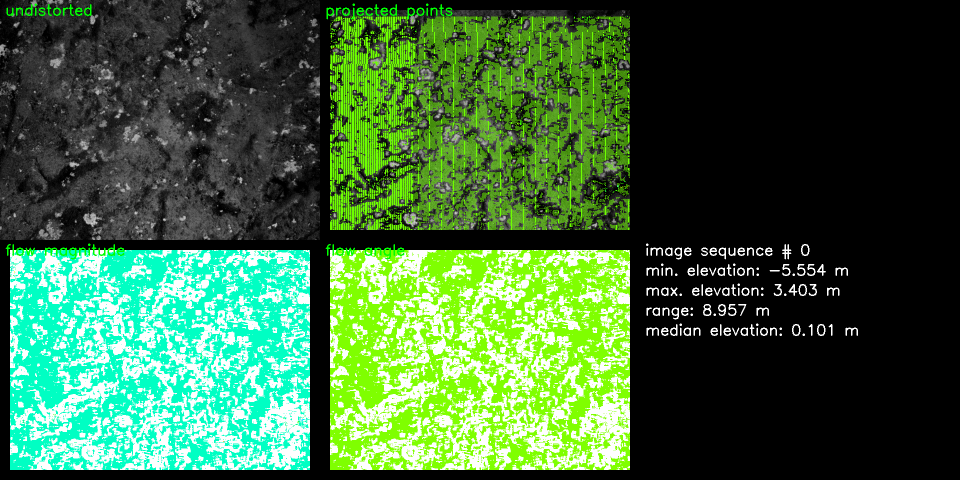 undistorted
projected points
flow magnitude
flow angle
image sequence # 0
min. elevation: −5.554 m
max. elevation: 3.403 m
range: 8.957 m
median elevation: 0.101 m